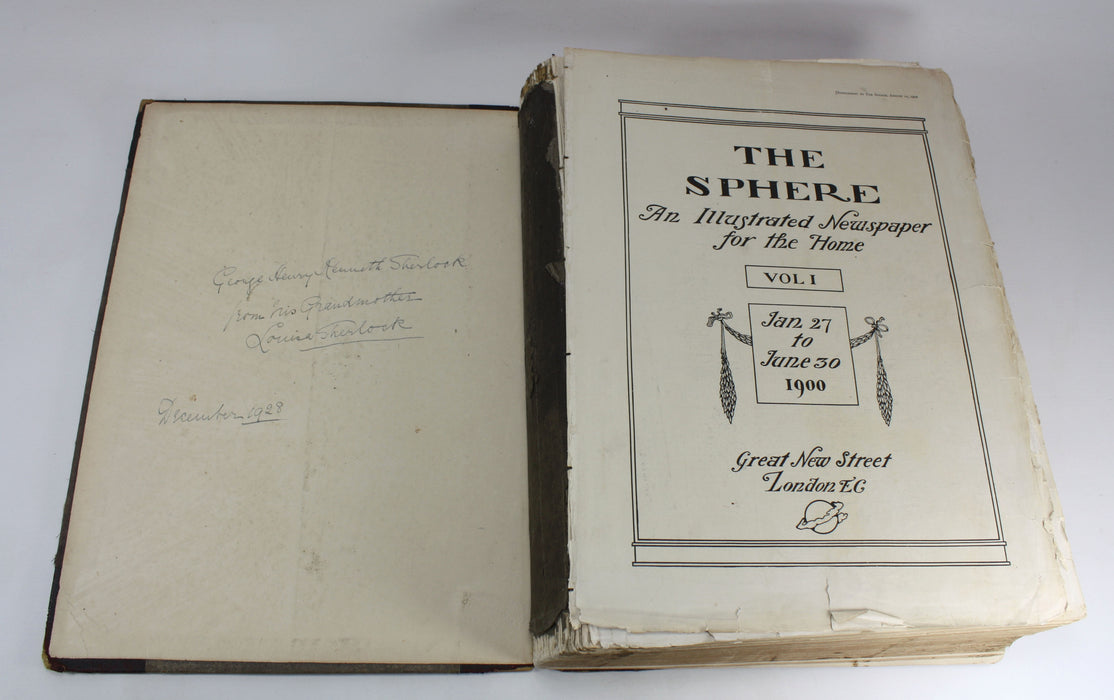 George Henry Kenneth Sherlock
from his Grandmother
Louisa Sherlock
December 1928
THE
SPHERE
An Illustrated Newspaper
for the Home
VOL I
Jan 27
to
June 30
1900
Great New Street
London E.C